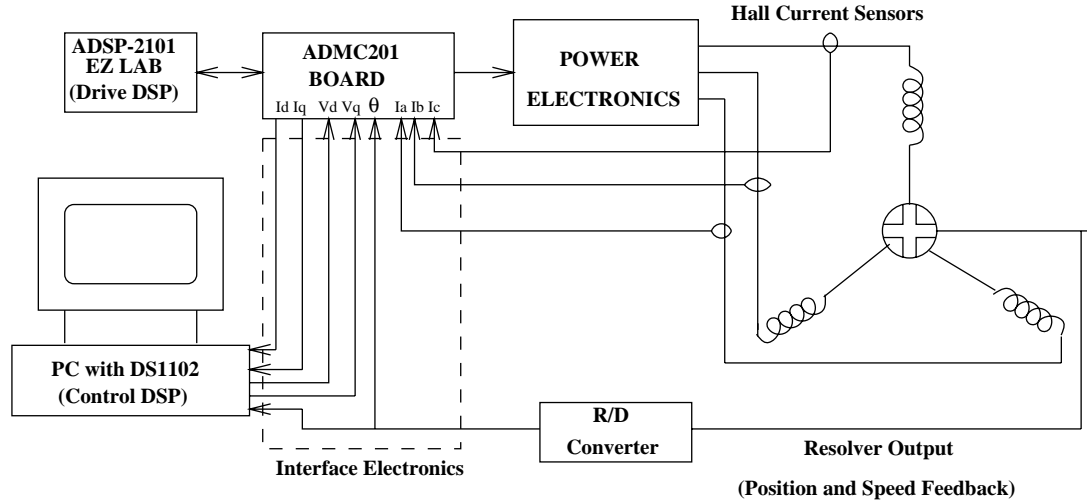 Hall Current Sensors
ADSP-2101
EZ LAB
(Drive DSP)
ADMC201
BOARD
Id Iq Vd Vq θ Ia Ib Ic
POWER
ELECTRONICS
PC with DS1102
(Control DSP)
R/D
Converter
Interface Electronics
Resolver Output
(Position and Speed Feedback)